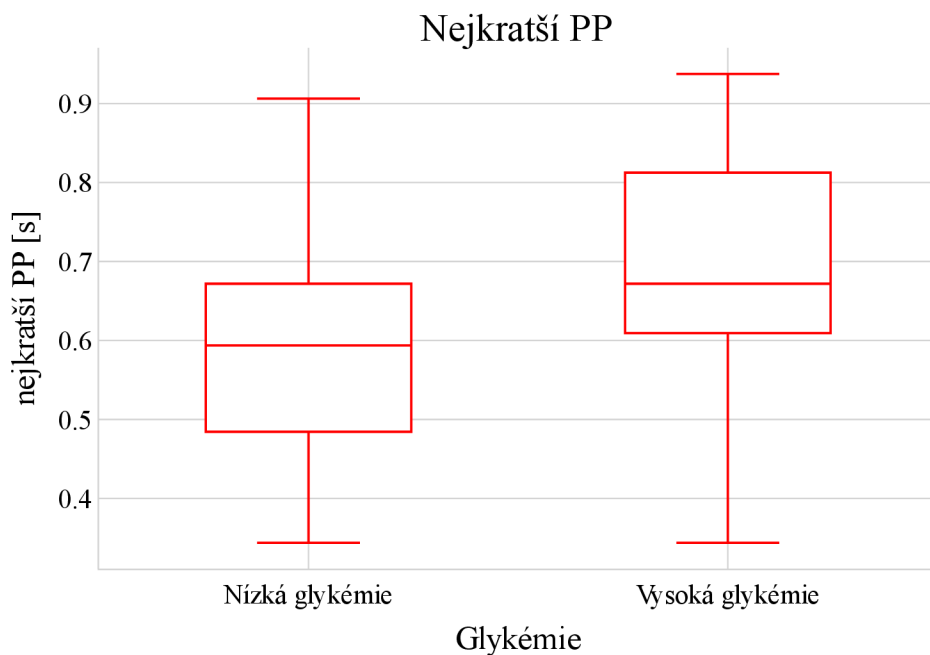 Nejkratší PP
nejkratší PP [s]
0.9
0.8
0.7
0.6
0.5
0.4
Nízká glykémie
Vysoká glykémie
Glykémie